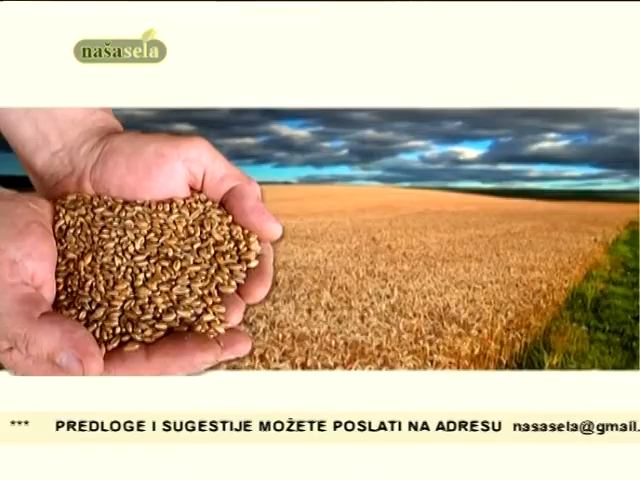 našasela
*** PREDLOGE I SUGESTIJE MOŽETE POSLATI NA ADRESU nasasela@gmail.